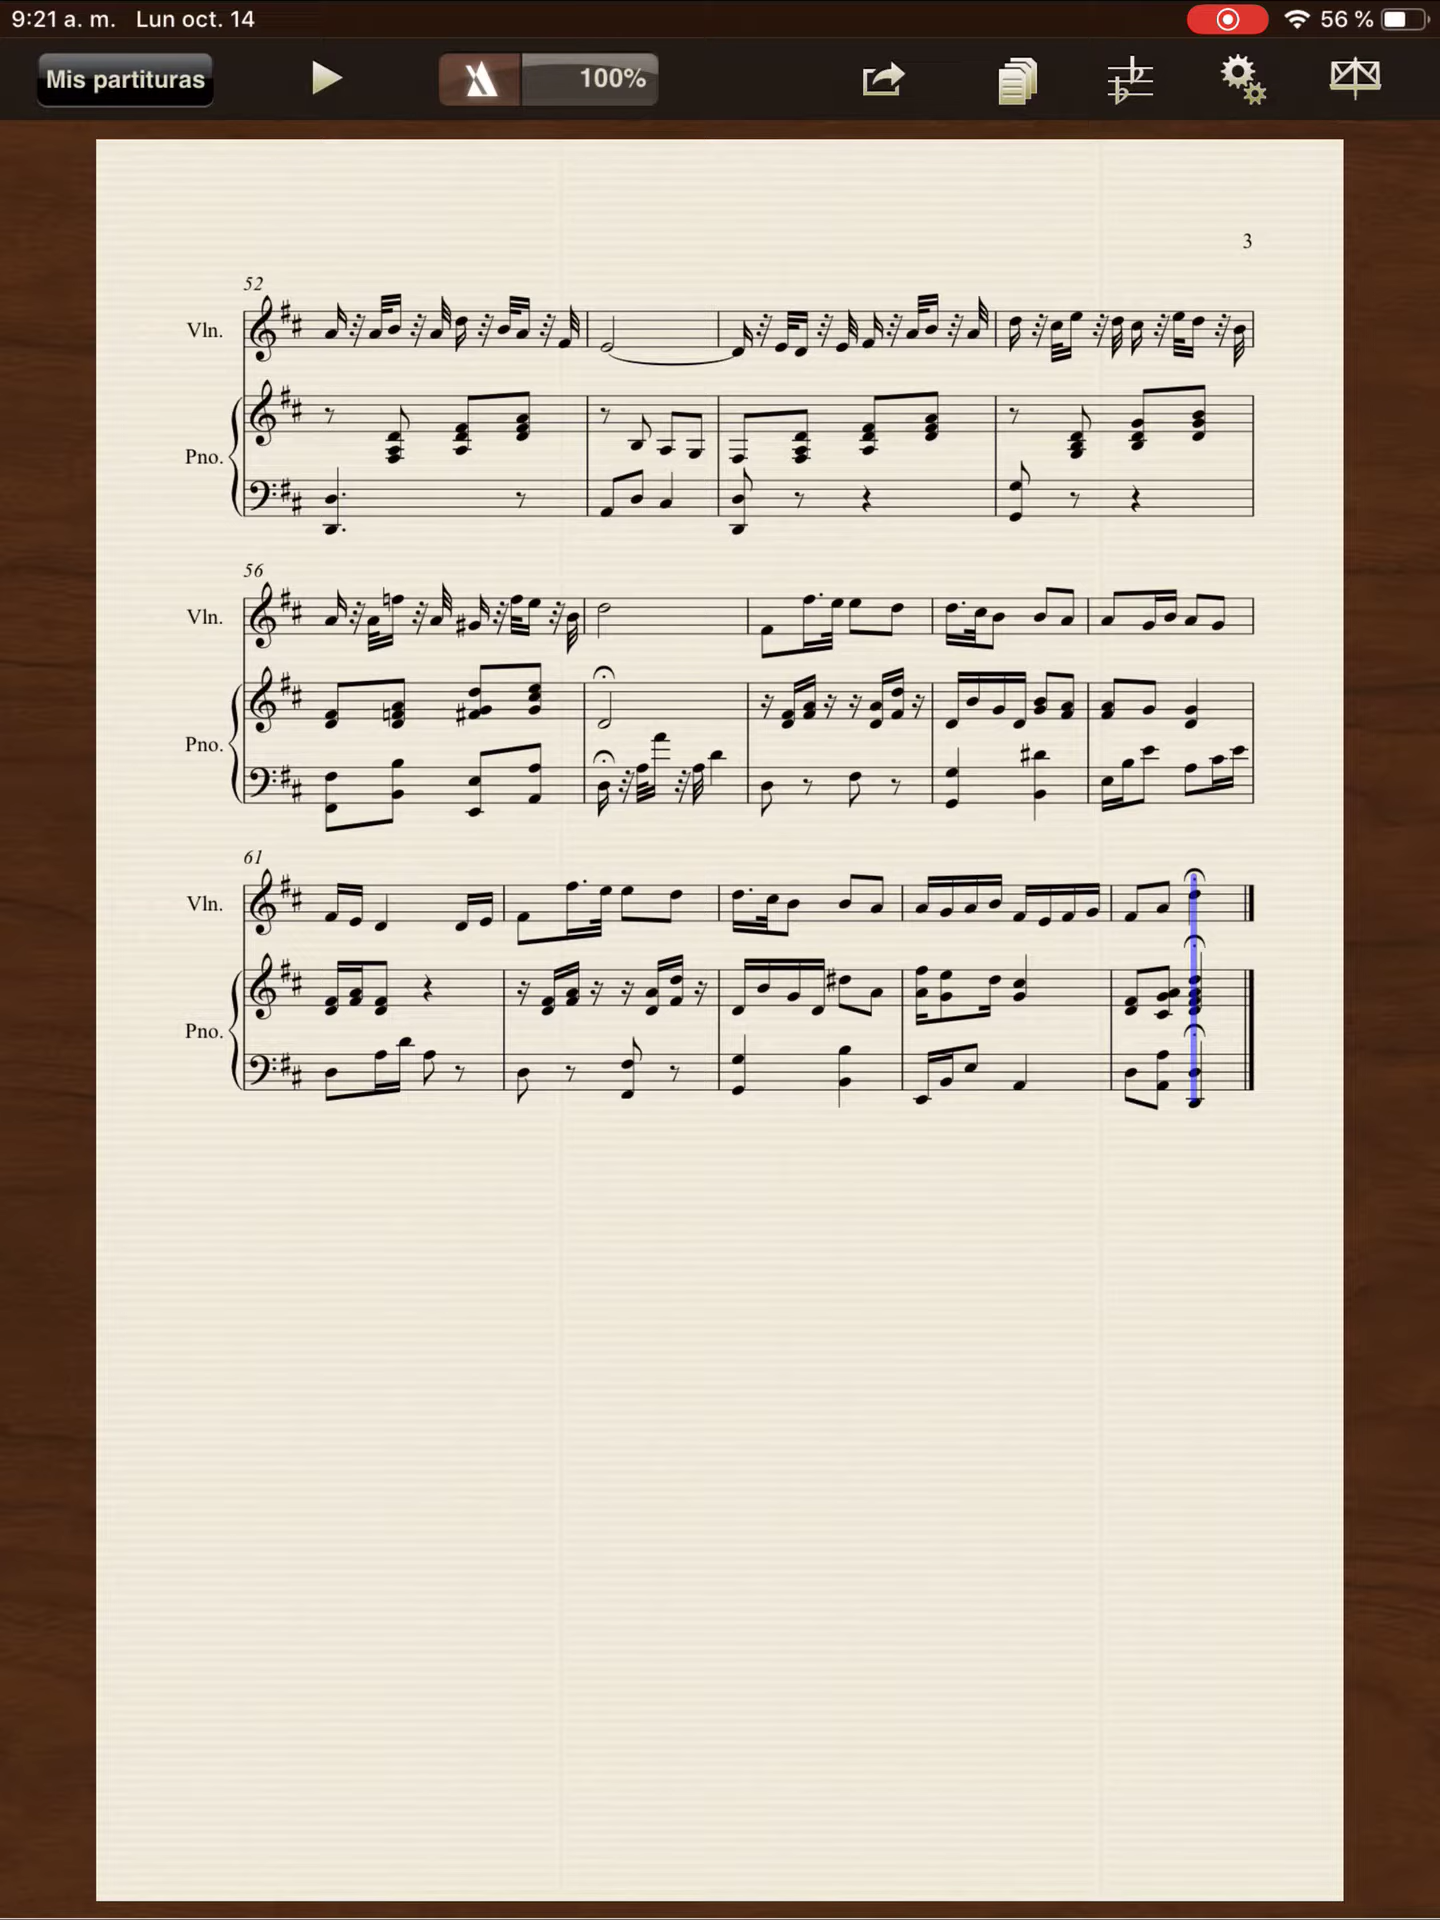 9:21 a. m. Lun oct. 14 56 %
Mis partituras 100%
3
52
Vln.
Pno.
56
Vln.
Pno.
61
Vln.
Pno.